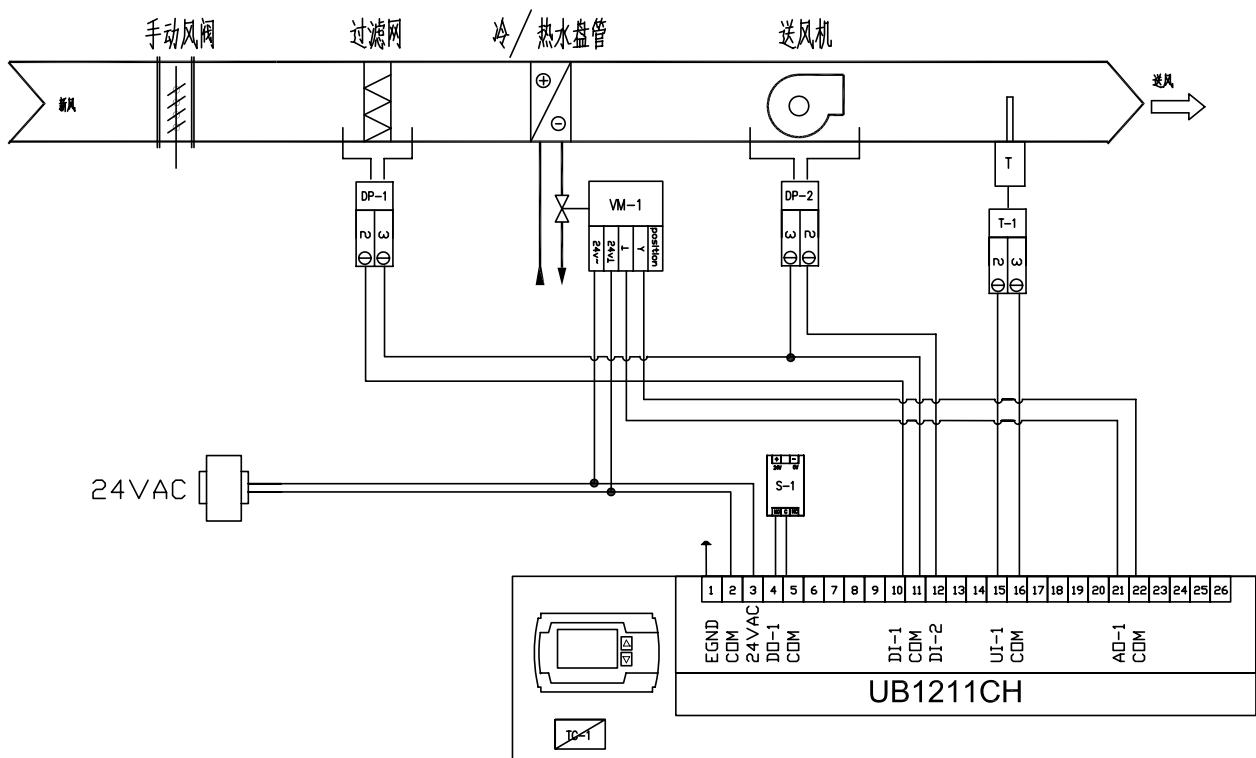 手动风阀 过滤网 冷/热水盘管 送风机
新风 送风
T
DP-1 VM-1 DP-2 T-1
2 3 24V~ 24V⊥ ⊥ Y position 3 2 2 3
24VAC
+ -
24V 0V
S-1
1 2 3 4 5 6 7 8 9 10 11 12 13 14 15 16 17 18 19 20 21 22 23 24 25 26
EGND COM 24VAC DO-1 COM DI-1 COM DI-2 UI-1 COM AO-1 COM
UB1211CH
TC-1